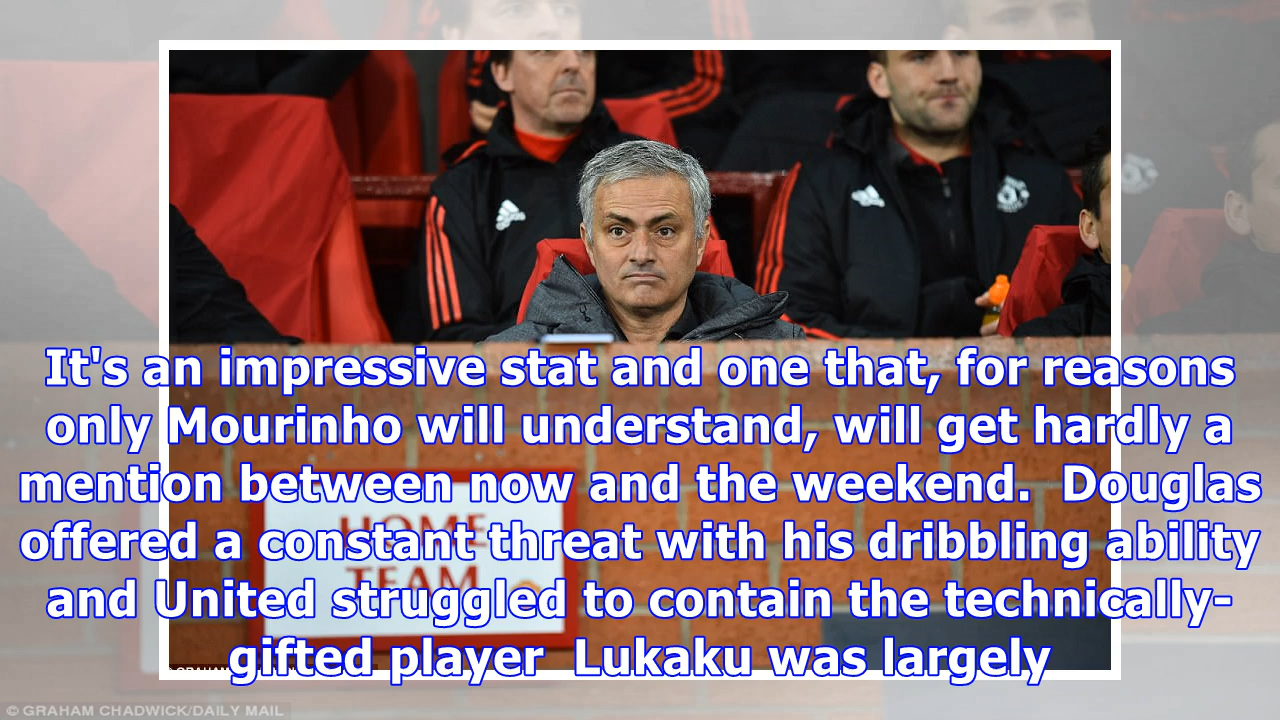 It's an impressive stat and one that, for reasons
only Mourinho will understand, will get hardly a
mention between now and the weekend.  Douglas
offered a constant threat with his dribbling ability
and United struggled to contain the technically-
gifted player  Lukaku was largely
HOME
TEAM
© GRAHAM CHADWICK/DAILY MAIL